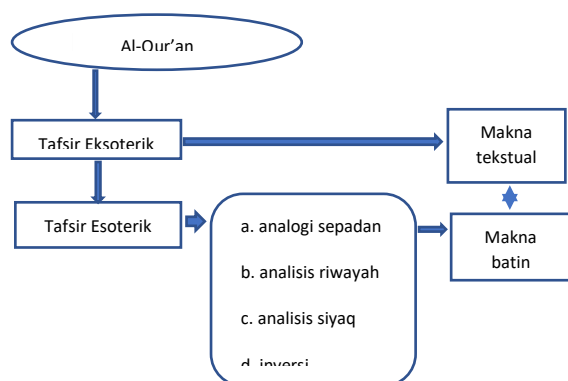 Al-Qur’an
Tafsir Eksoterik
Makna
tekstual
Tafsir Esoterik
a. analogi sepadan
b. analisis riwayah
c. analisis siyaq
d. inversi
Makna
batin